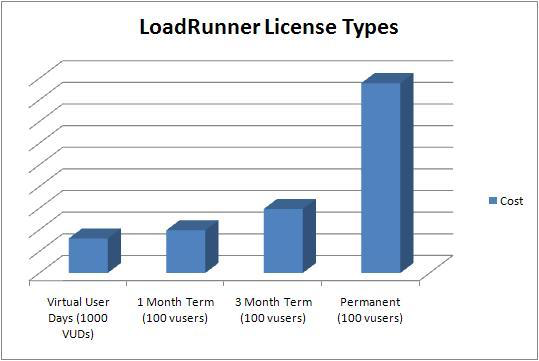 LoadRunner License Types
Cost
Virtual User
Days (1000
VUDs)
1 Month Term
(100 vusers)
3 Month Term
(100 vusers)
Permanent
(100 vusers)